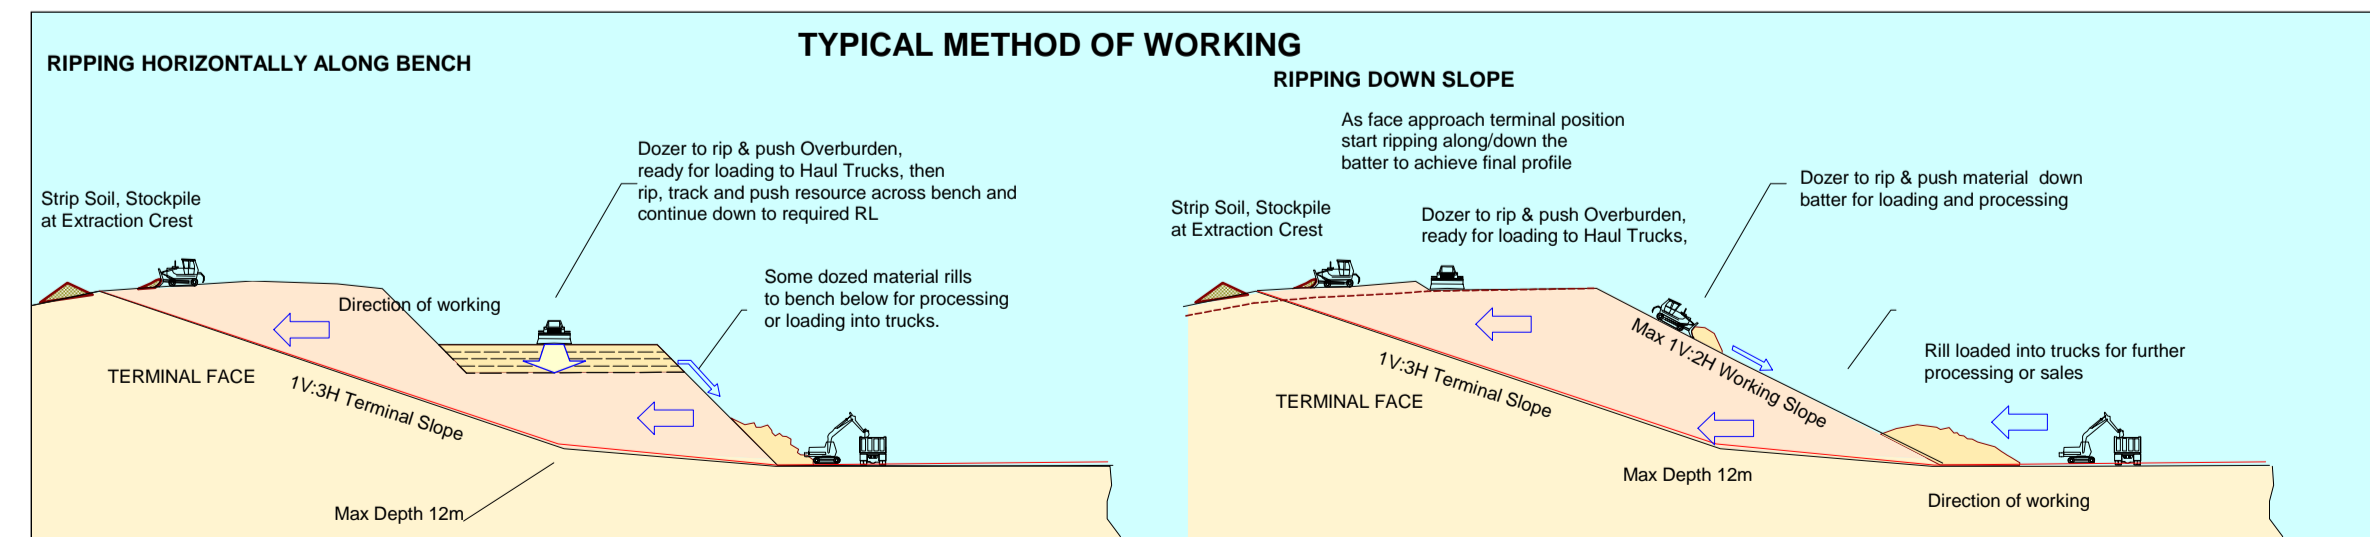 TYPICAL METHOD OF WORKING
RIPPING HORIZONTALLY ALONG BENCH
Dozer to rip & push Overburden,
ready for loading to Haul Trucks, then
rip, track and push resource across bench and
continue down to required RL
Strip Soil, Stockpile
at Extraction Crest
Some dozed material rills
to bench below for processing
or loading into trucks.
Direction of working
TERMINAL FACE
1V:3H Terminal Slope
Max Depth 12m
RIPPING DOWN SLOPE
As face approach terminal position
start ripping along/down the
batter to achieve final profile
Dozer to rip & push material down
batter for loading and processing
Strip Soil, Stockpile
at Extraction Crest
Dozer to rip & push Overburden,
ready for loading to Haul Trucks,
Max 1V:2H Working Slope
Rill loaded into trucks for further
processing or sales
1V:3H Terminal Slope
TERMINAL FACE
Max Depth 12m
Direction of working